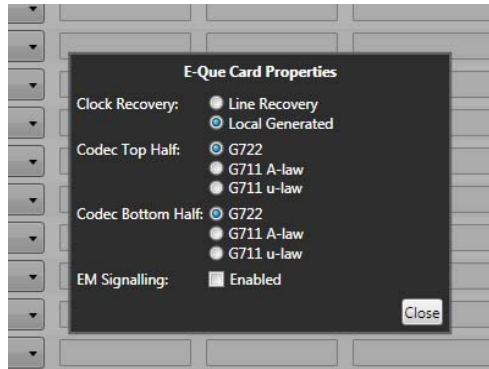 E-Que Card Properties
Clock Recovery: Line Recovery
Local Generated
Codec Top Half: G722
G711 A-law
G711 u-law
Codec Bottom Half: G722
G711 A-law
G711 u-law
EM Signalling: Enabled
Close